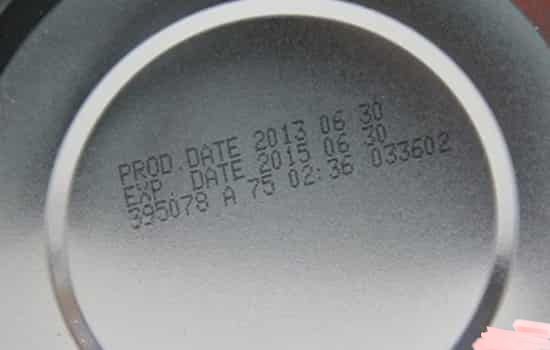 PROD.DATE 2013 06 30
EXP. DATE 2015 06 30
395078 A 75 02:36 033602